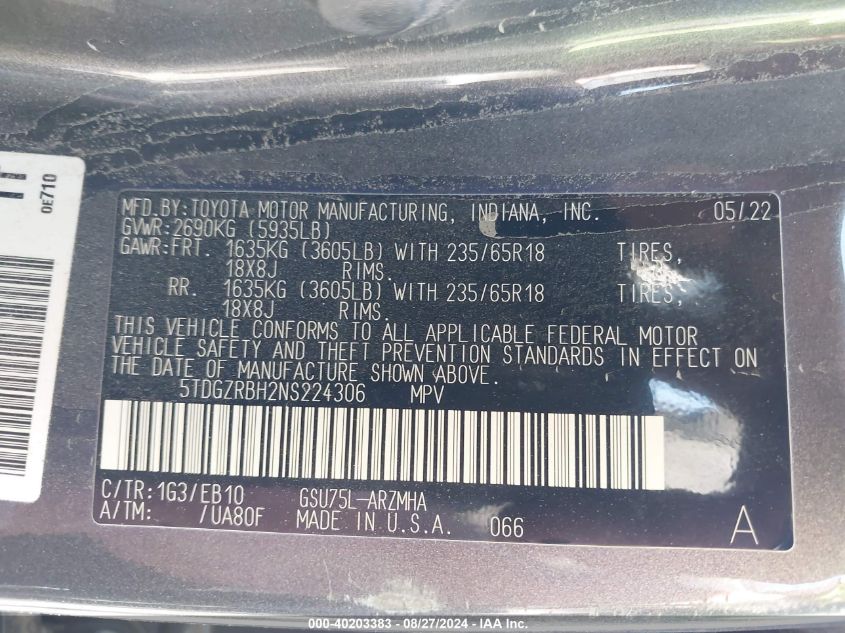 0E710
MFD.BY:TOYOTA MOTOR MANUFACTURING, INDIANA, INC. 05/22
GVWR:2690KG (5935LB)
GAWR:FRT. 1635KG (3605LB) WITH 235/65R18 TIRES,
18X8J RIMS.
RR. 1635KG (3605LB) WITH 235/65R18 TIRES,
18X8J RIMS.
THIS VEHICLE CONFORMS TO ALL APPLICABLE FEDERAL MOTOR
VEHICLE SAFETY AND THEFT PREVENTION STANDARDS IN EFFECT ON
THE DATE OF MANUFACTURE SHOWN ABOVE.
5TDGZRBH2NS224306 MPV
C/TR:1G3/EB10 GSU75L-ARZMHA
A/TM: /UA80F MADE IN U.S.A. 066 A
000-40203383 - 08/27/2024 - IAAI.COM